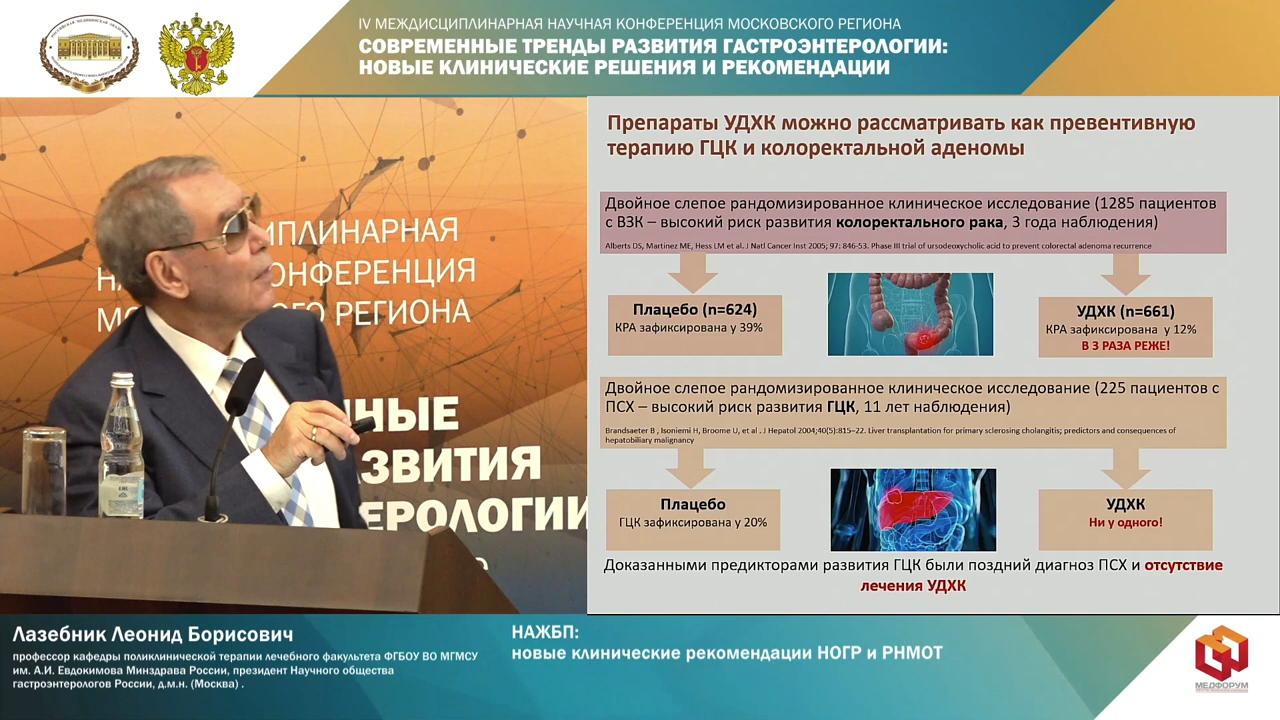 IV МЕЖДИСЦИПЛИНАРНАЯ НАУЧНАЯ КОНФЕРЕНЦИЯ МОСКОВСКОГО РЕГИОНА
СОВРЕМЕННЫЕ ТРЕНДЫ РАЗВИТИЯ ГАСТРОЭНТЕРОЛОГИИ:
НОВЫЕ КЛИНИЧЕСКИЕ РЕШЕНИЯ И РЕКОМЕНДАЦИИ
ИПЛИНАРНАЯ
ОНФЕРЕНЦИЯ
РЕГИОНА
ННЫЕ
АЗВИТИЯ
ЕРОЛОГИИ
Препараты УДХК можно рассматривать как превентивную
терапию ГЦК и колоректальной аденомы
Двойное слепое рандомизированное клиническое исследование (1285 пациентов
с ВЗК – высокий риск развития колоректального рака, 3 года наблюдения)
Alberts DS, Martinez ME, Hess LM et al. J Natl Cancer Inst 2005; 97: 846-53. Phase III trial of ursodeoxycholic acid to prevent colorectal adenoma recurrence
Плацебо (n=624)
КРА зафиксирована у 39%
УДХК (n=661)
КРА зафиксирована у 12%
В 3 РАЗА РЕЖЕ!
Двойное слепое рандомизированное клиническое исследование (225 пациентов с
ПСХ – высокий риск развития ГЦК, 11 лет наблюдения)
Brandsaeter B , Isoniemi H, Broome U, et al . J Hepatol 2004;40(5):815–22. Liver transplantation for primary sclerosing cholangitis; predictors and consequences of
hepatobiliary malignancy
Плацебо
ГЦК зафиксирована у 20%
УДХК
Ни у одного!
Доказанными предикторами развития ГЦК были поздний диагноз ПСХ и отсутствие
лечения УДХК
Лазебник Леонид Борисович
профессор кафедры поликлинической терапии лечебного факультета ФГБОУ ВО МГМСУ
им. А.И. Евдокимова Минздрава России, президент Научного общества
гастроэнтерологов России, д.м.н. (Москва) .
НАЖБП:
новые клинические рекомендации НОГР и РНМОТ
МЕДФОРУМ